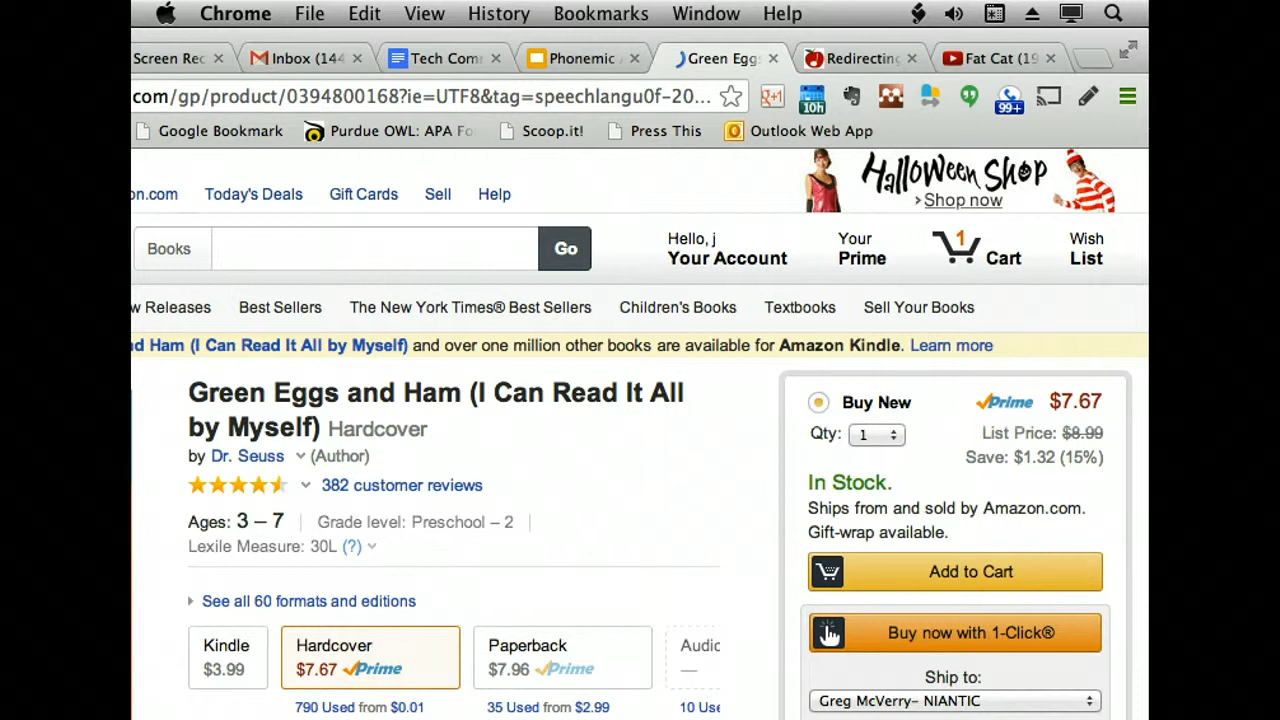 Chrome File Edit View History Bookmarks Window Help
Screen Rec Inbox (144 Tech Com Phonemic Green Eggs Redirecting Fat Cat (19
.com/gp/product/0394800168?ie=UTF8&tag=speechlangu0f-20...
10h
99+
Google Bookmark Purdue OWL: APA Fo Scoop.it! Press This Outlook Web App
Halloween Shop
› Shop now
on.com Today's Deals Gift Cards Sell Help
Books Go
Hello, j
Your Account
Your
Prime
1
Cart
Wish
List
w Releases Best Sellers The New York Times® Best Sellers Children's Books Textbooks Sell Your Books
d Ham (I Can Read It All by Myself) and over one million other books are available for Amazon Kindle. Learn more
Green Eggs and Ham (I Can Read It All
by Myself) Hardcover
by Dr. Seuss (Author)
382 customer reviews
Ages: 3 – 7 Grade level: Preschool – 2
Lexile Measure: 30L (?)
See all 60 formats and editions
Kindle
$3.99
Hardcover
$7.67 Prime
790 Used from $0.01
Paperback
$7.96 Prime
35 Used from $2.99
Audio
—
10 Use
Buy New Prime $7.67
Qty: 1 List Price: $8.99
Save: $1.32 (15%)
In Stock.
Ships from and sold by Amazon.com.
Gift-wrap available.
Add to Cart
Buy now with 1-Click®
Ship to:
Greg McVerry– NIANTIC